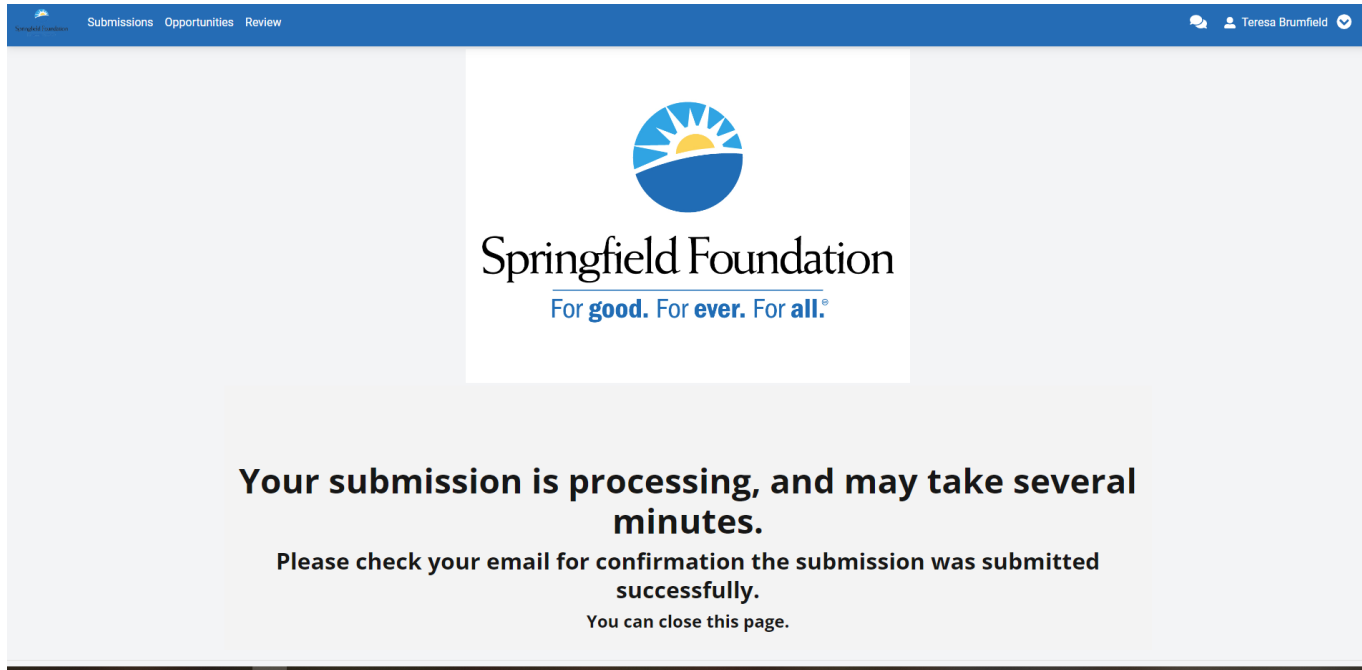 Springfield Foundation
Submissions Opportunities Review
Teresa Brumfield
Springfield Foundation
For good. For ever. For all.®
Your submission is processing, and may take several
minutes.
Please check your email for confirmation the submission was submitted
successfully.
You can close this page.